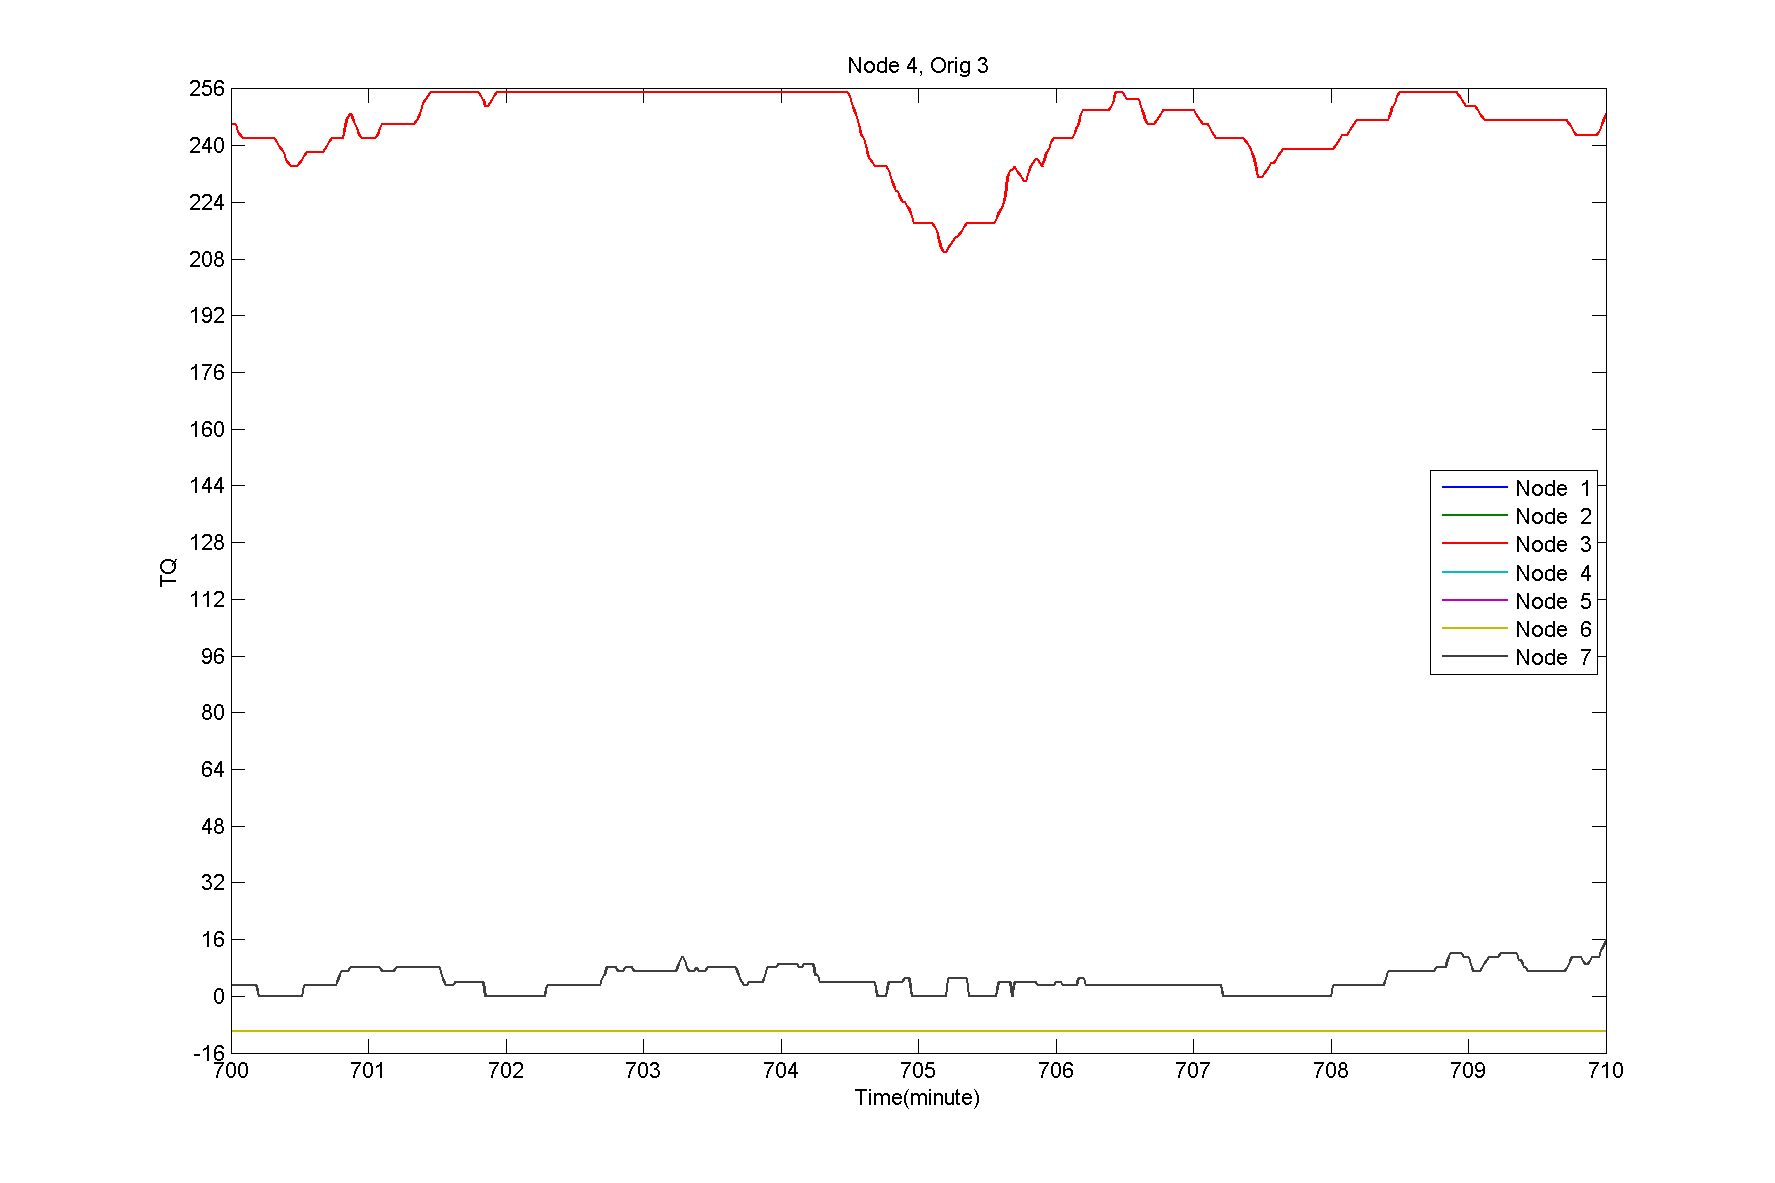 Node 4, Orig 3
256
240
224
208
192
176
160
144
128
112
96
80
64
48
32
16
0
-16
TQ
Node 1
Node 2
Node 3
Node 4
Node 5
Node 6
Node 7
700 701 702 703 704 705 706 707 708 709 710
Time(minute)